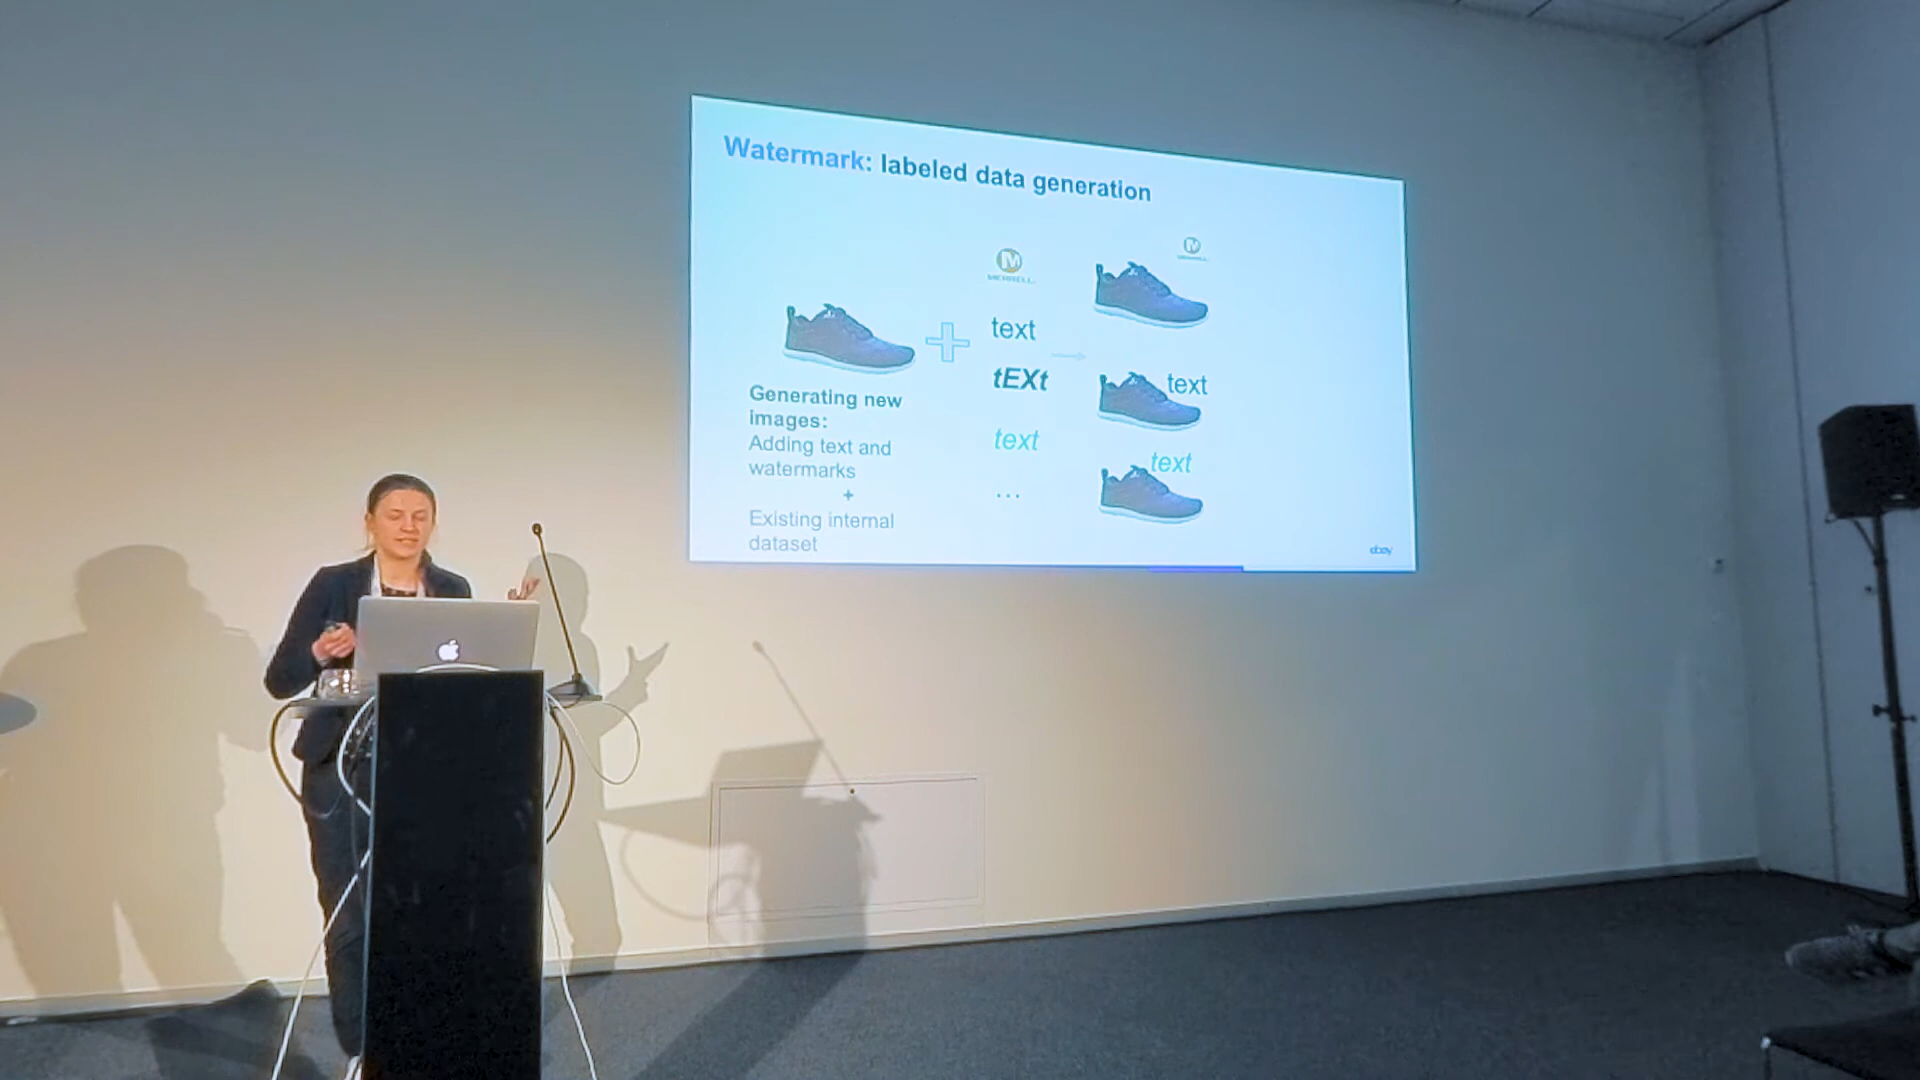 Watermark: labeled data generation
M
MERRELL
text
tEXt
text
...
Generating new
images:
Adding text and
watermarks
+
Existing internal
dataset
M
text
text
ebay